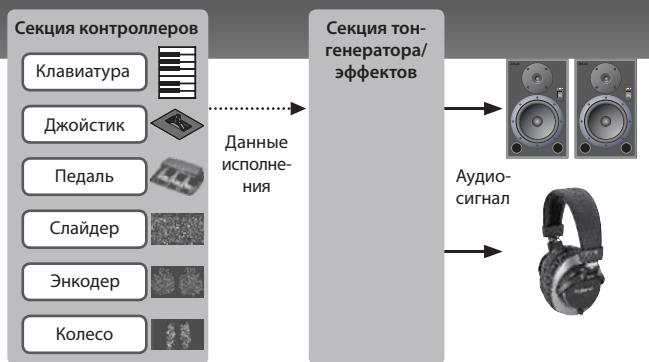 Секция контроллеров
Клавиатура
Джойстик
Педаль
Слайдер
Энкодер
Колесо
Данные
исполне-
ния
Секция тон-
генератора/
эффектов
Аудио-
сигнал